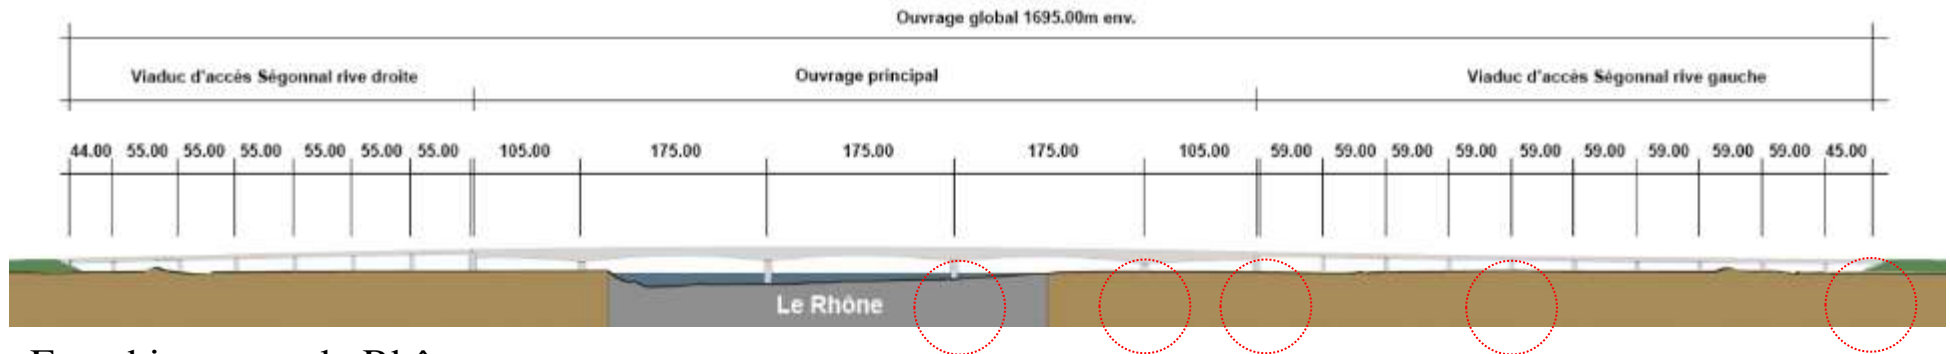 Ouvrage global 1695.00m env.
Viaduc d'accès Ségonnal rive droite Ouvrage principal Viaduc d'accès Ségonnal rive gauche
44.00 55.00 55.00 55.00 55.00 55.00 55.00 105.00 175.00 175.00 175.00 105.00 59.00 59.00 59.00 59.00 59.00 59.00 59.00 59.00 59.00 45.00
Le Rhône